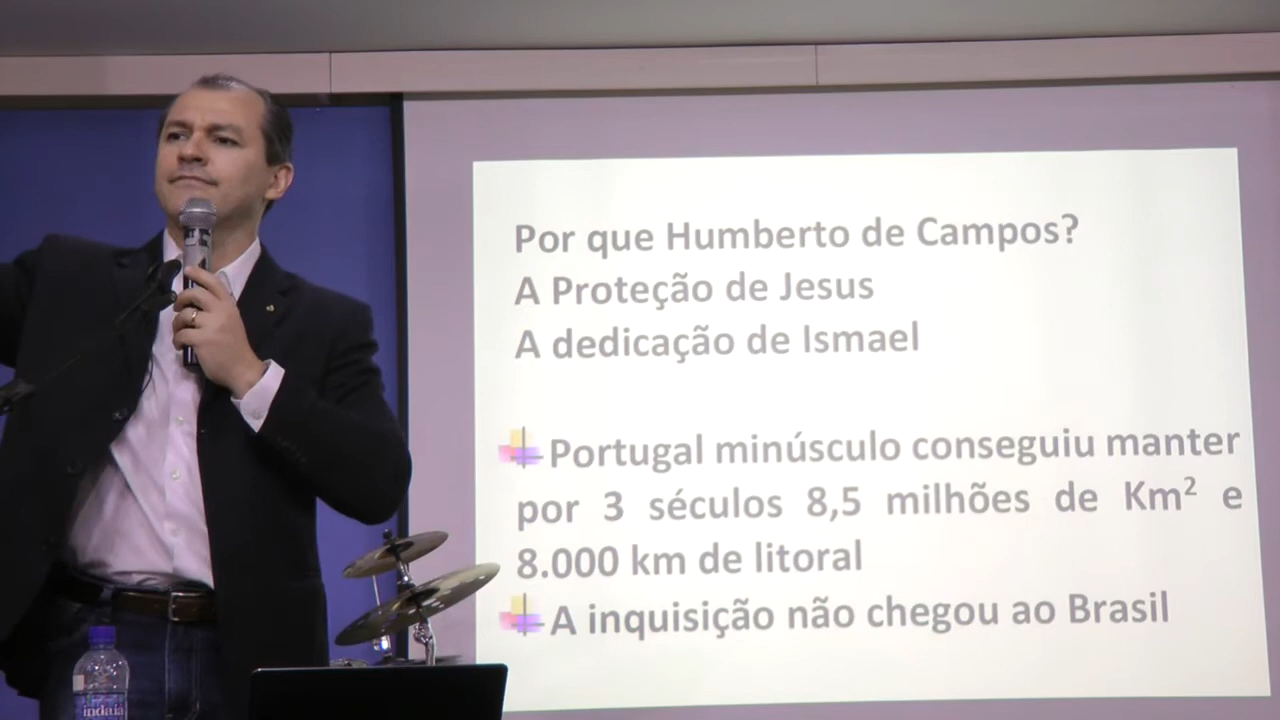 Por que Humberto de Campos?
A Proteção de Jesus
A dedicação de Ismael
Portugal minúsculo conseguiu manter
por 3 séculos 8,5 milhões de Km² e
8.000 km de litoral
A inquisição não chegou ao Brasil
indaiá